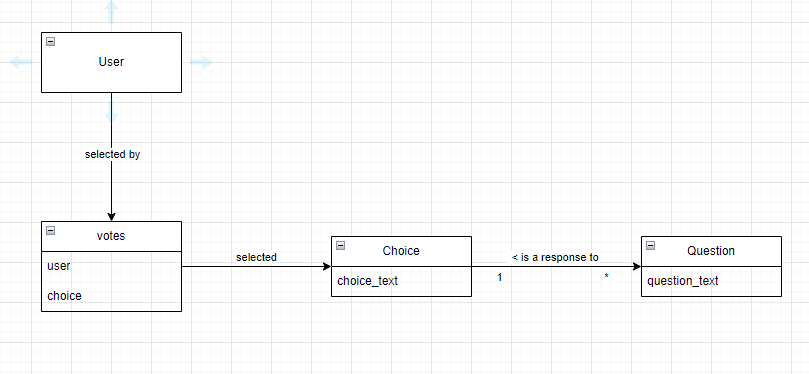 User
selected by
votes
user
choice
selected
Choice
choice_text
< is a response to
1
*
Question
question_text